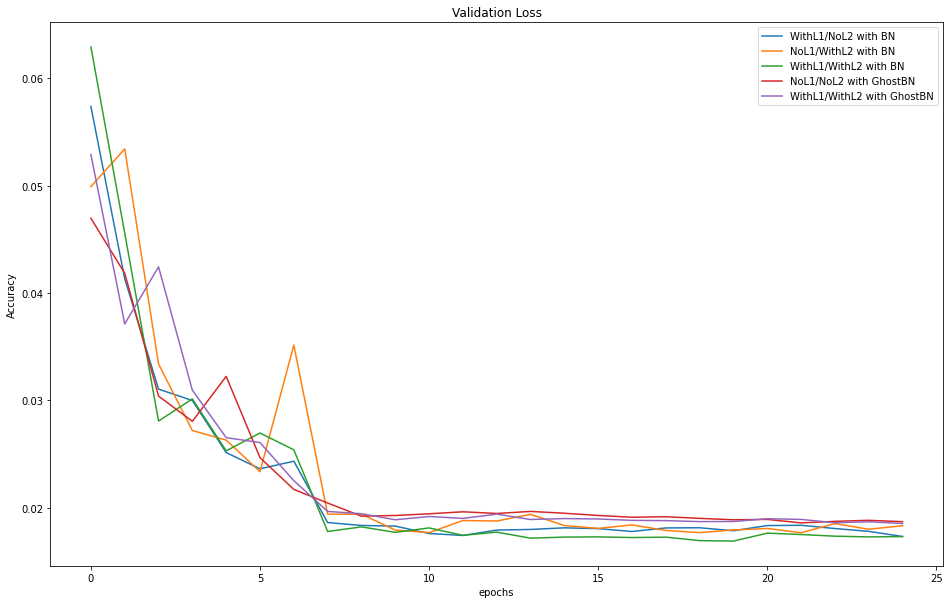 Validation Loss
WithL1/NoL2 with BN
NoL1/WithL2 with BN
WithL1/WithL2 with BN
NoL1/NoL2 with GhostBN
WithL1/WithL2 with GhostBN
0.06
0.05
0.04
0.03
0.02
Accuracy
0 5 10 15 20 25
epochs